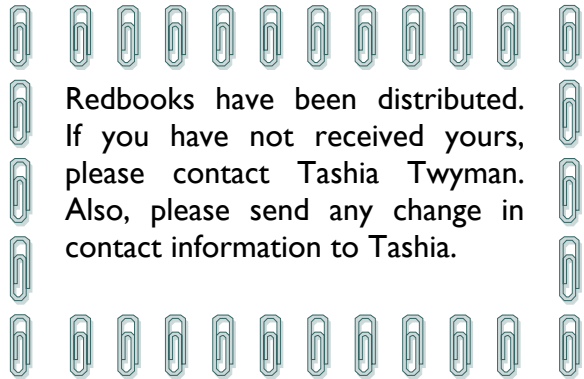 Redbooks have been distributed.
If you have not received yours,
please contact Tashia Twyman.
Also, please send any change in
contact information to Tashia.